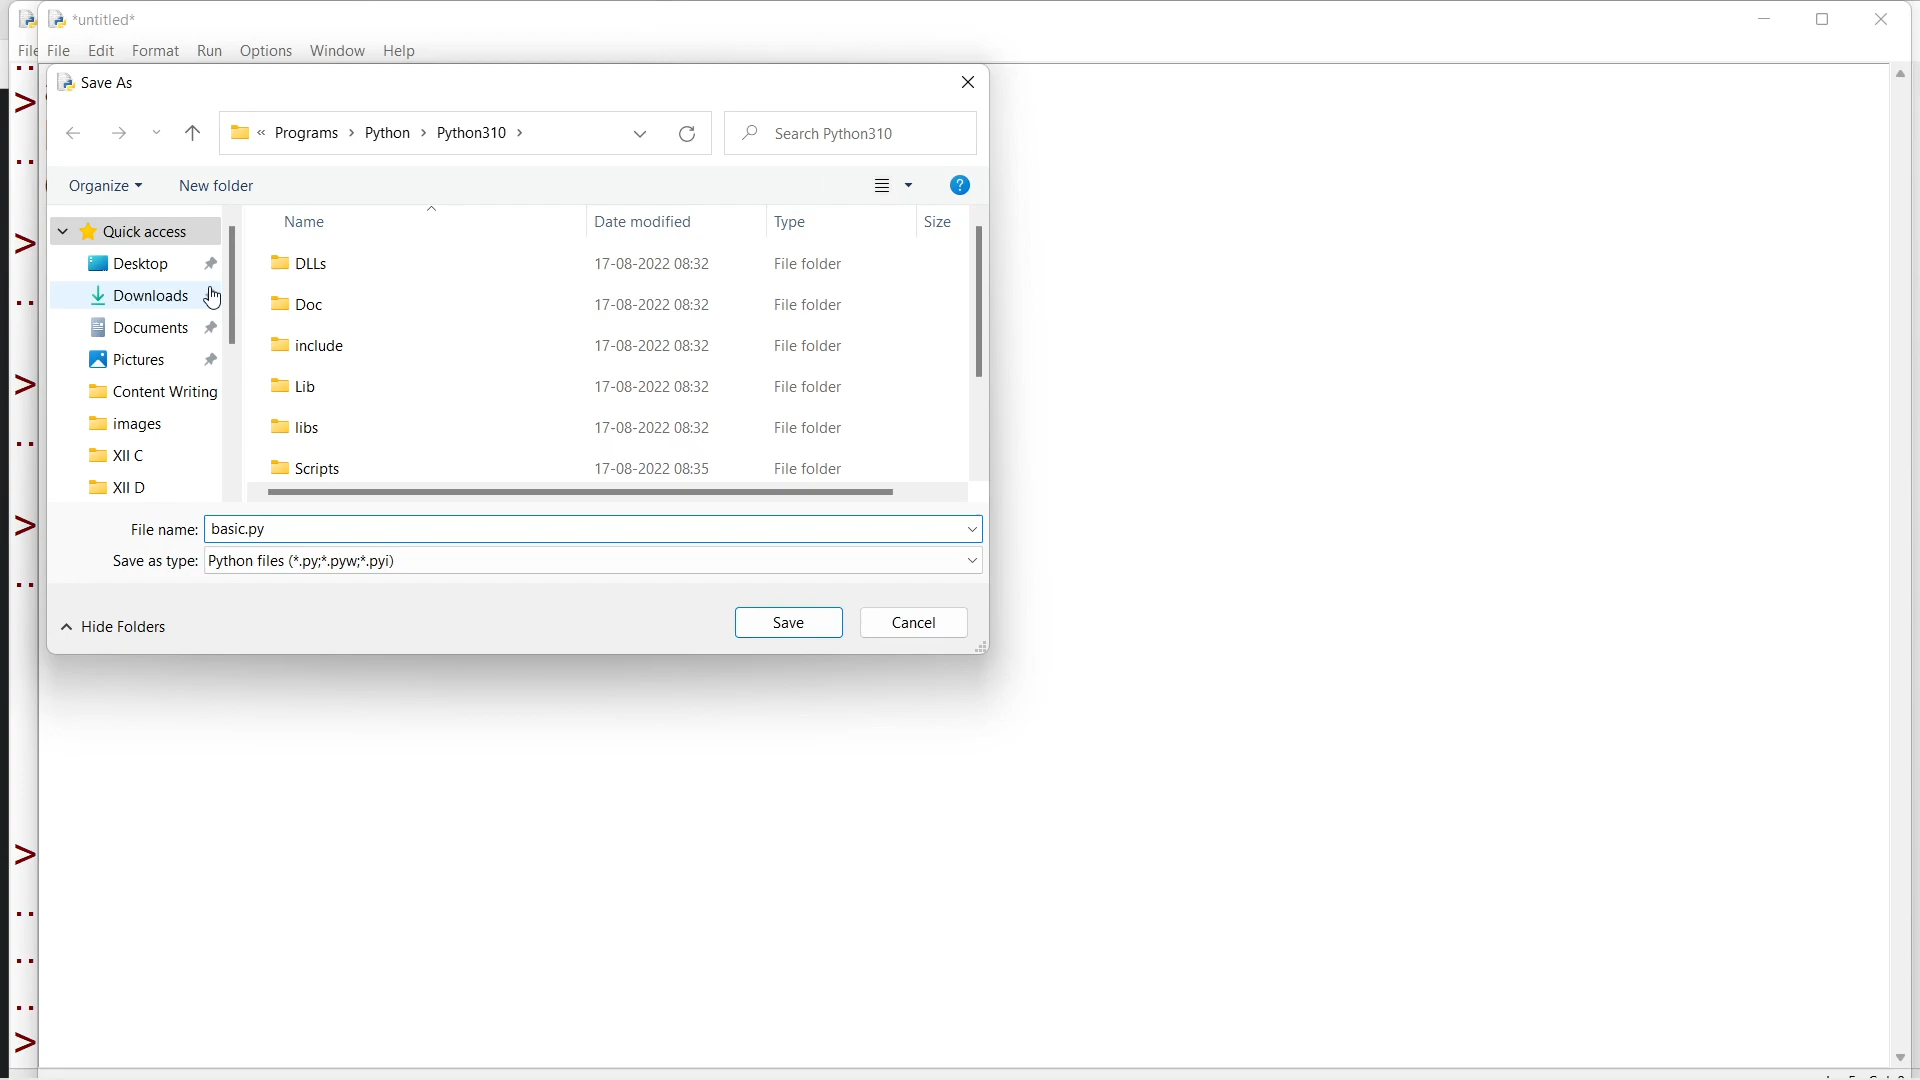 *untitled*
File
File Edit Format Run Options Window Help
Save As
« Programs › Python › Python310 ›
Search Python310
Organize
New folder
?
Name
Date modified
Type
Size
Quick access
Desktop
Downloads
Documents
Pictures
Content Writing
images
XII C
XII D
DLLs 17-08-2022 08:32 File folder
Doc 17-08-2022 08:32 File folder
include 17-08-2022 08:32 File folder
Lib 17-08-2022 08:32 File folder
libs 17-08-2022 08:32 File folder
Scripts 17-08-2022 08:35 File folder
File name: basic.py
Save as type: Python files (*.py;*.pyw;*.pyi)
Hide Folders
Save
Cancel